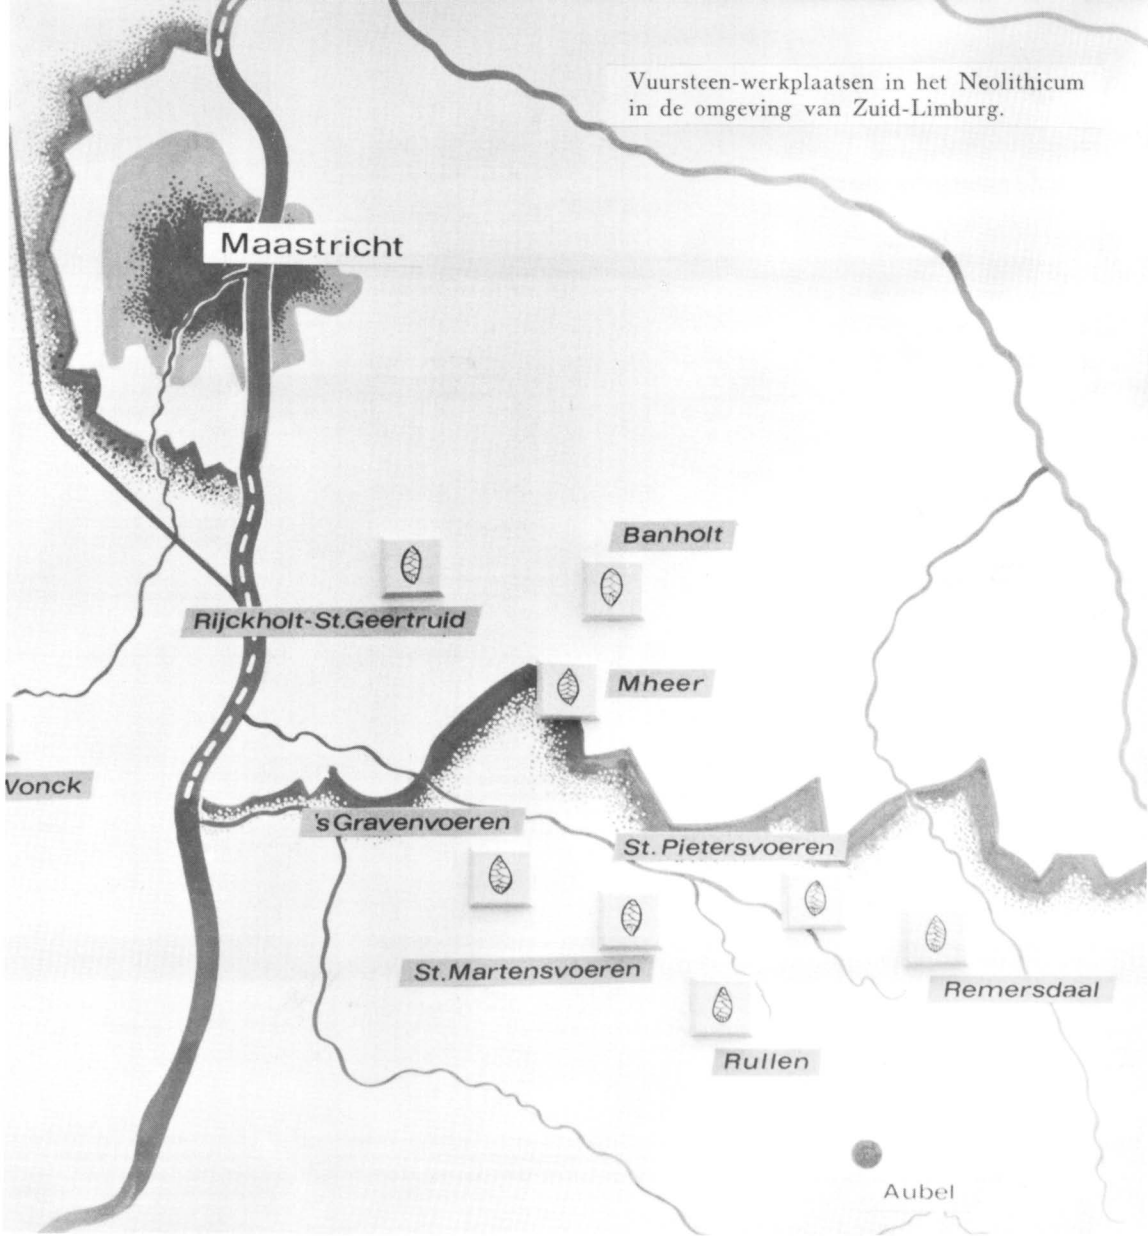 Vuursteen-werkplaatsen in het Neolithicum
in de omgeving van Zuid-Limburg.
Maastricht
Banholt
Rijckholt-St.Geertruid
Mheer
Vonck
'sGravenvoeren
St. Pietersvoeren
St.Martensvoeren
Remersdaal
Rullen
Aubel